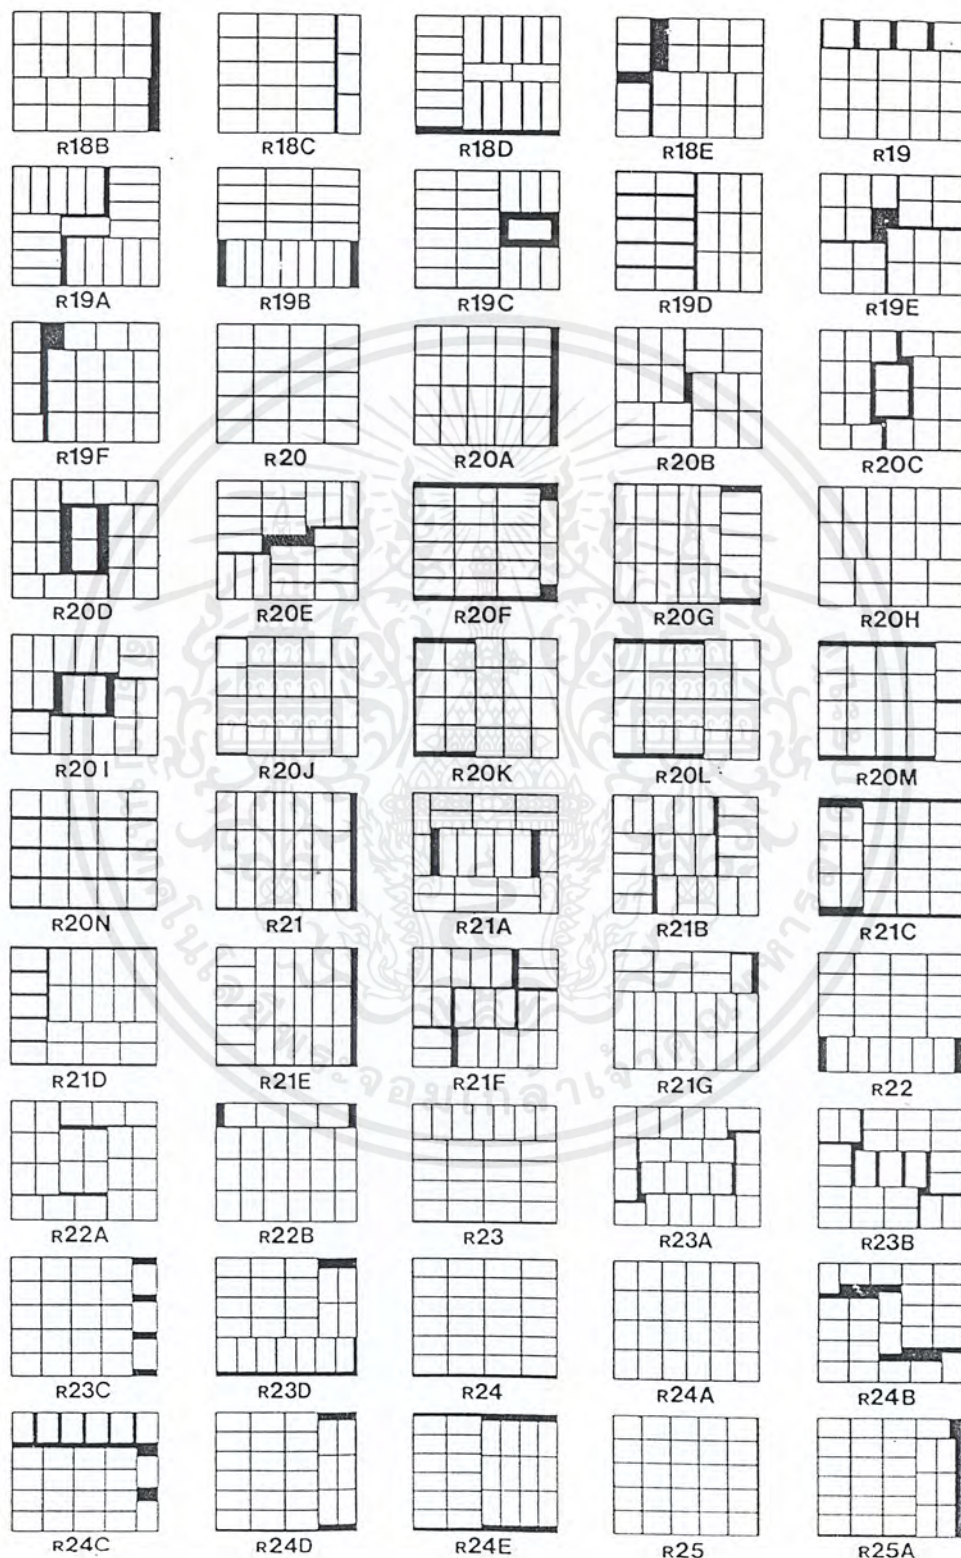 R18B R18C R18D R18E R19
R19A R19B R19C R19D R19E
R19F R20 R20A R20B R20C
R20D R20E R20F R20G R20H
R20I R20J R20K R20L R20M
R20N R21 R21A R21B R21C
R21D R21E R21F R21G R22
R22A R22B R23 R23A R23B
R23C R23D R24 R24A R24B
R24C R24D R24E R25 R25A